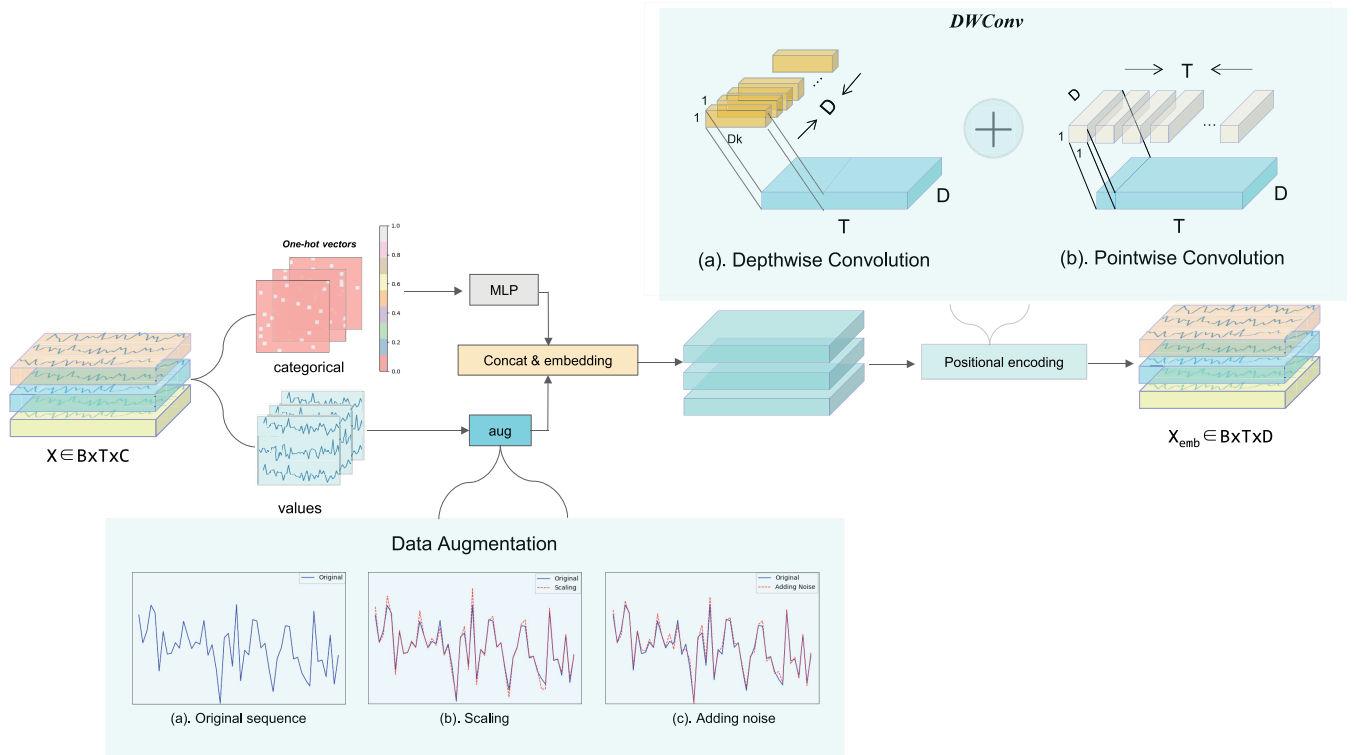 DWConv
1
1
Dk
D
...
T
D
(a). Depthwise Convolution
T
D
1
1
...
D
T
(b). Pointwise Convolution
One-hot vectors
1.0
0.8
0.6
0.4
0.2
0.0
categorical
MLP
Concat & embedding
Positional encoding
X∈BxTxC
values
aug
X_emb∈BxTxD
Data Augmentation
Original
(a). Original sequence
Original
Scaling
(b). Scaling
Original
Adding Noise
(c). Adding noise